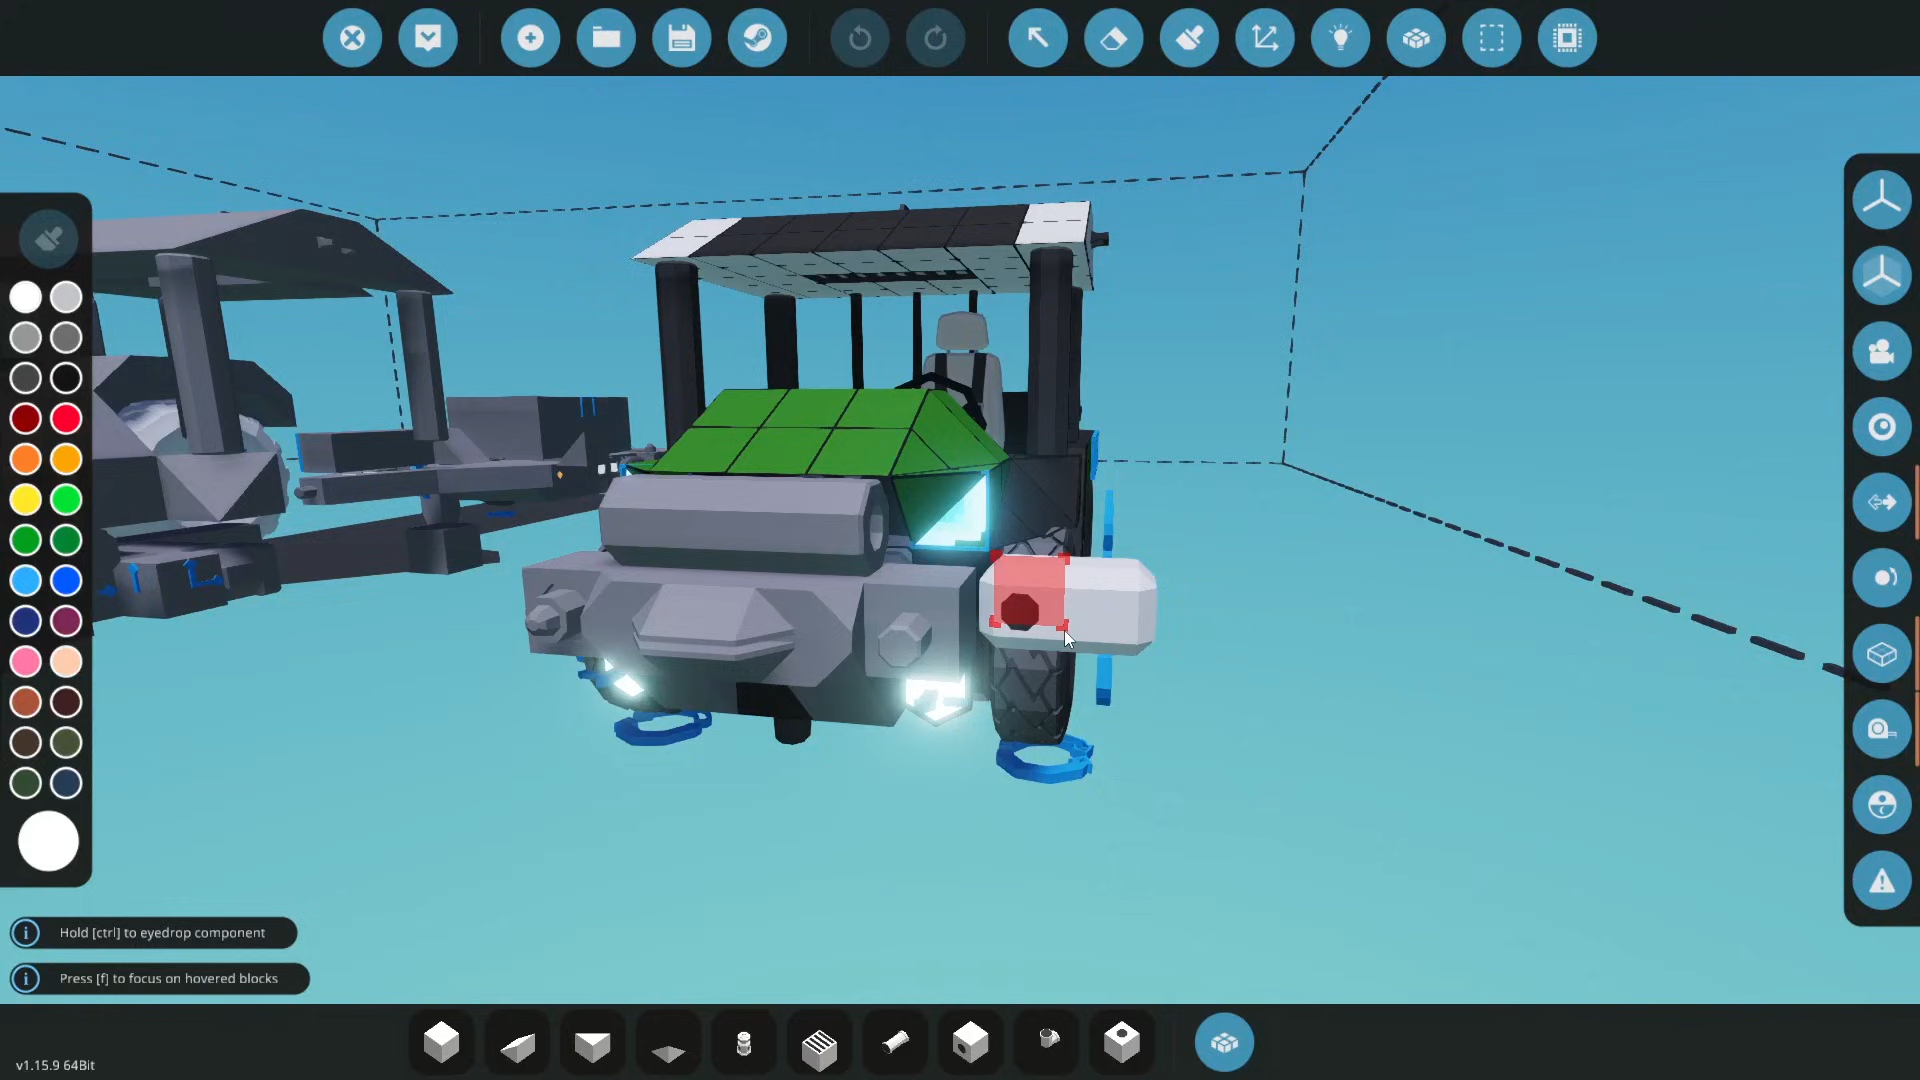 Hold [ctrl] to eyedrop component
Press [f] to focus on hovered blocks
v1.15.9 64Bit